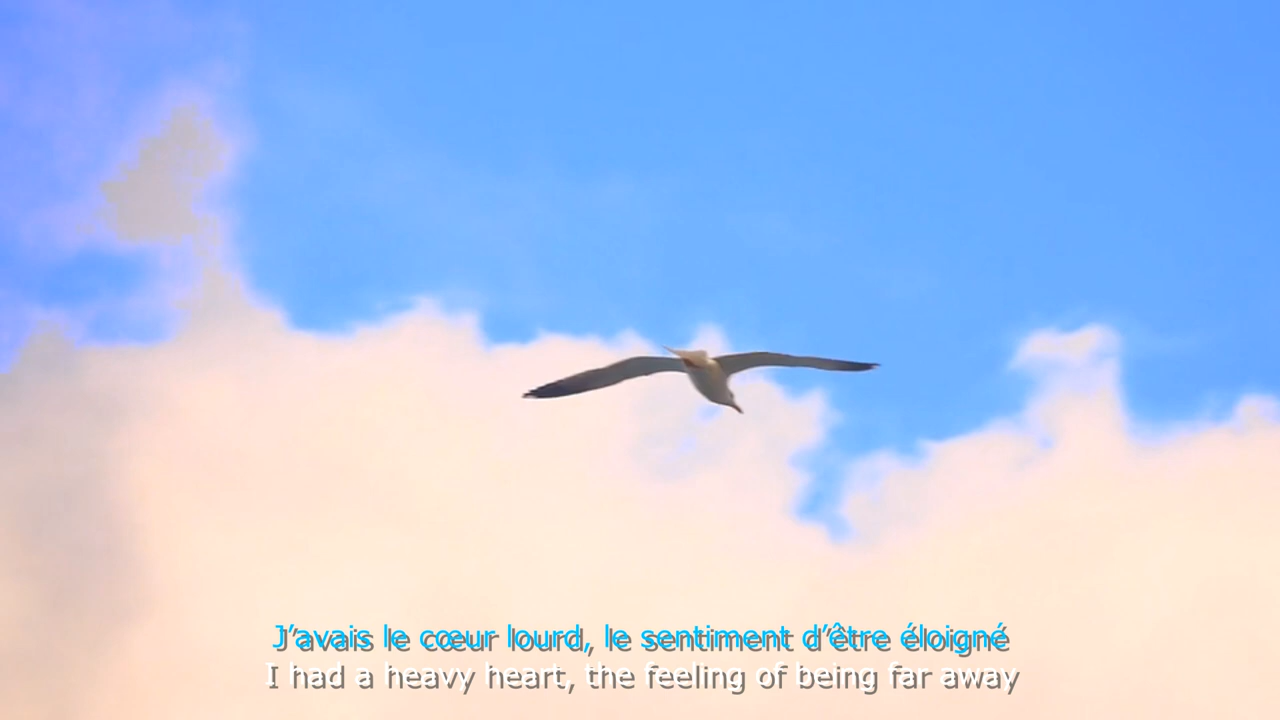 J'avais le cœur lourd, le sentiment d'être éloigné
I had a heavy heart, the feeling of being far away